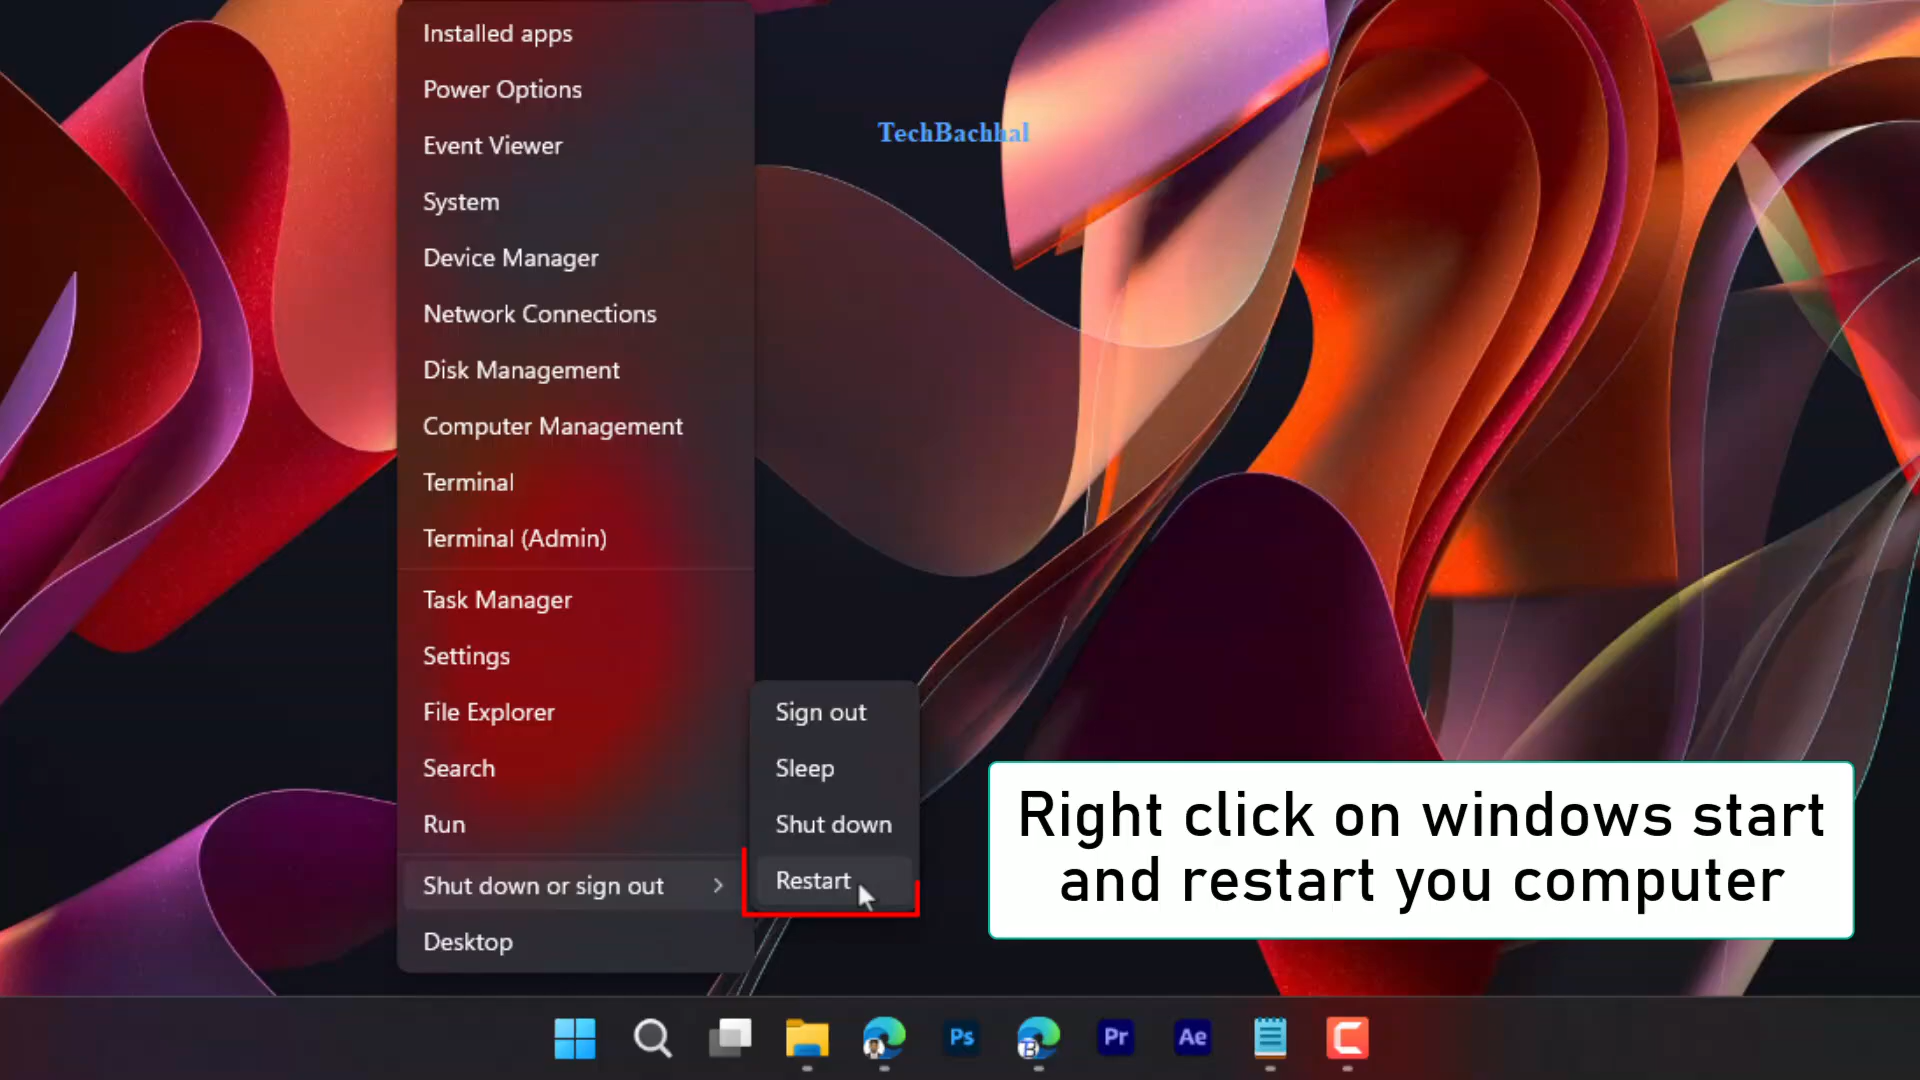 Installed apps
Power Options
Event Viewer
System
Device Manager
Network Connections
Disk Management
Computer Management
Terminal
Terminal (Admin)
Task Manager
Settings
File Explorer
Search
Run
Shut down or sign out
Desktop
Sign out
Sleep
Shut down
Restart
TechBachhal
Right click on windows start
and restart you computer
Ps
B
Pr
Ae
C